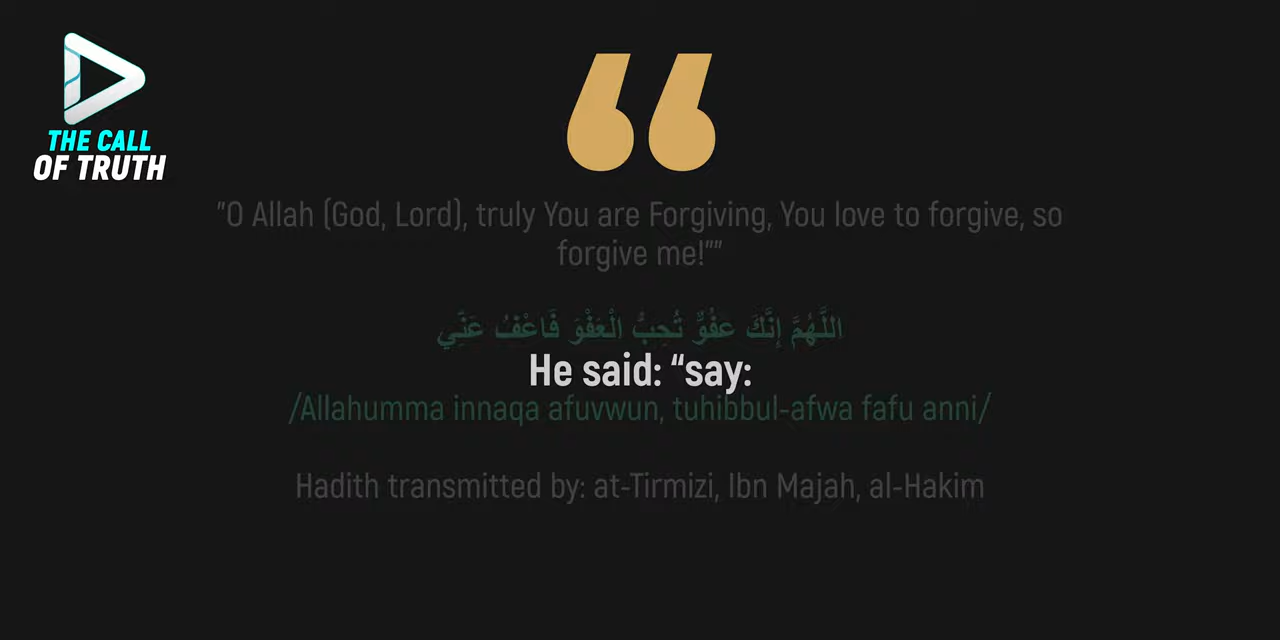 THE CALL
OF TRUTH
"O Allah (God, Lord), truly You are Forgiving, You love to forgive, so
forgive me!""
اللَّهُمَّ إِنَّكَ عَفُوٌّ تُحِبُّ الْعَفْوَ فَاعْفُ عَنِّي
He said: “say:
/Allahumma innaqa afuvwun, tuhibbul-afwa fafu anni/
Hadith transmitted by: at-Tirmizi, Ibn Majah, al-Hakim